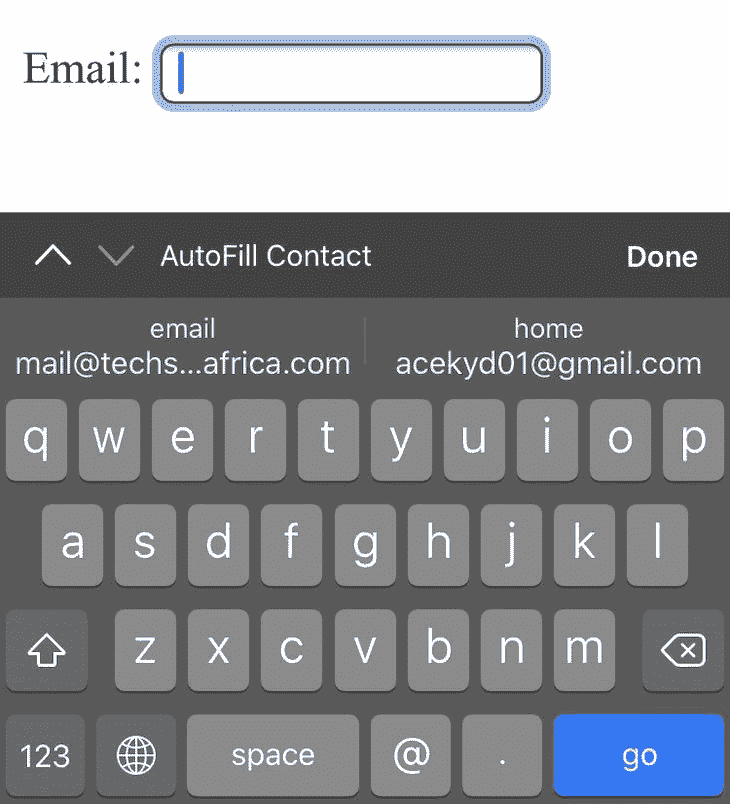 Email:
AutoFill Contact Done
email home
mail@techs...africa.com acekyd01@gmail.com
q w e r t y u i o p
a s d f g h j k l
z x c v b n m
123 space @ . go